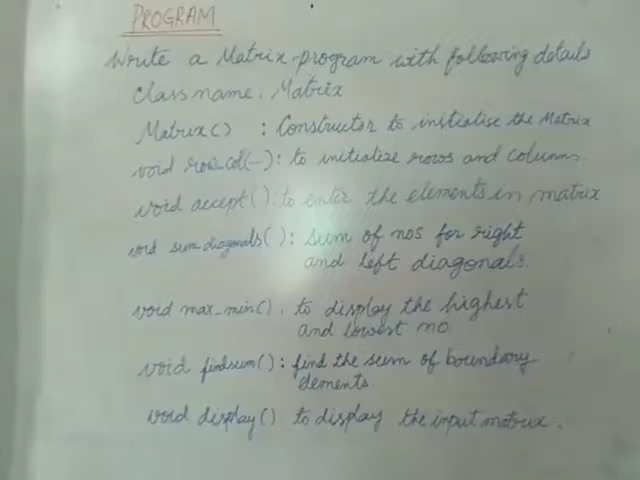 PROGRAM
Write a Matrix program with following details
Class name. Matrix
Matrix() : Constructor to initialise the Matrix
void row_col(-) : to initialize rows and columns.
void accept() : to enter the elements in matrix
void sum diagonals() : sum of nos for right
and left diagonals.
void max_min() . to display the highest
and lowest no
void findsum() : find the sum of boundary
elements
void display() to display the input matrix.